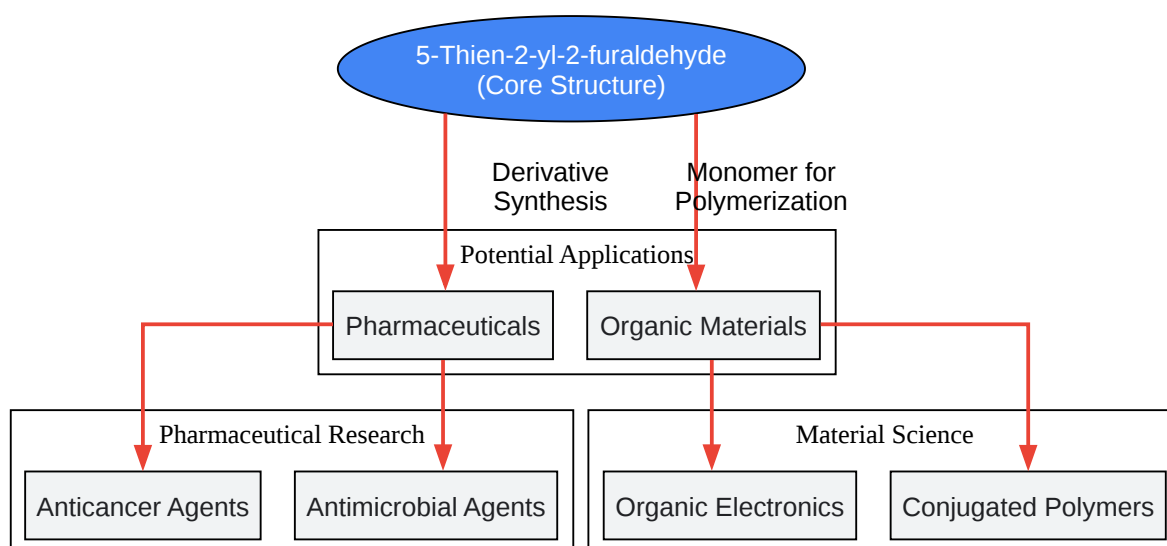 5-Thien-2-yl-2-furaldehyde
(Core Structure)
Derivative
Synthesis
Monomer for
Polymerization
Potential Applications
Pharmaceuticals
Organic Materials
Pharmaceutical Research
Material Science
Anticancer Agents
Antimicrobial Agents
Organic Electronics
Conjugated Polymers